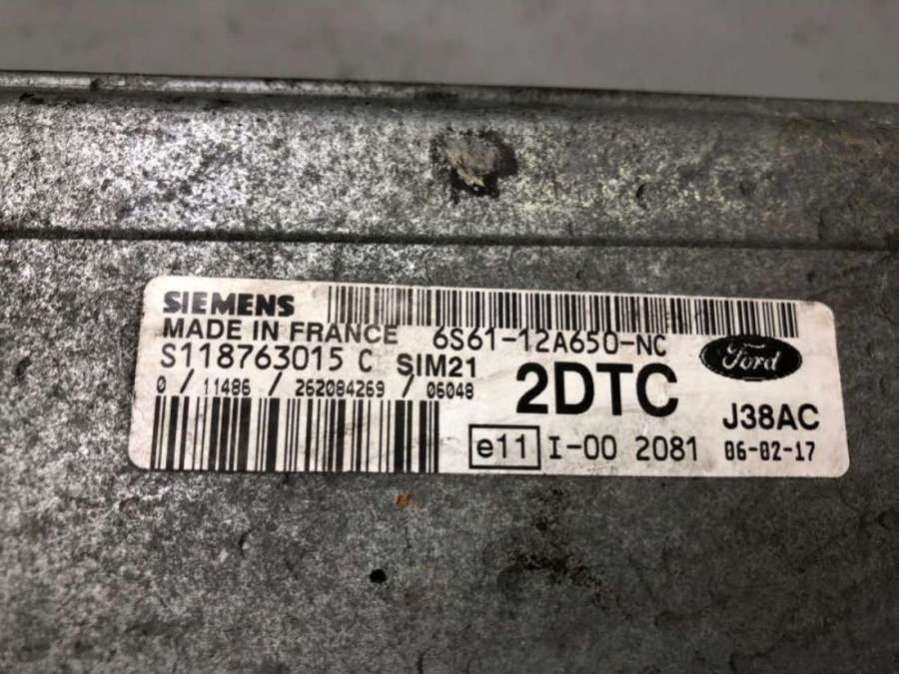 SIEMENS
MADE IN FRANCE 6S61-12A650-NC
S118763015 C SIM21 2DTC Ford
0 / 11486 / 262084269 / 06048 J38AC
e11 I-00 2081 06-02-17